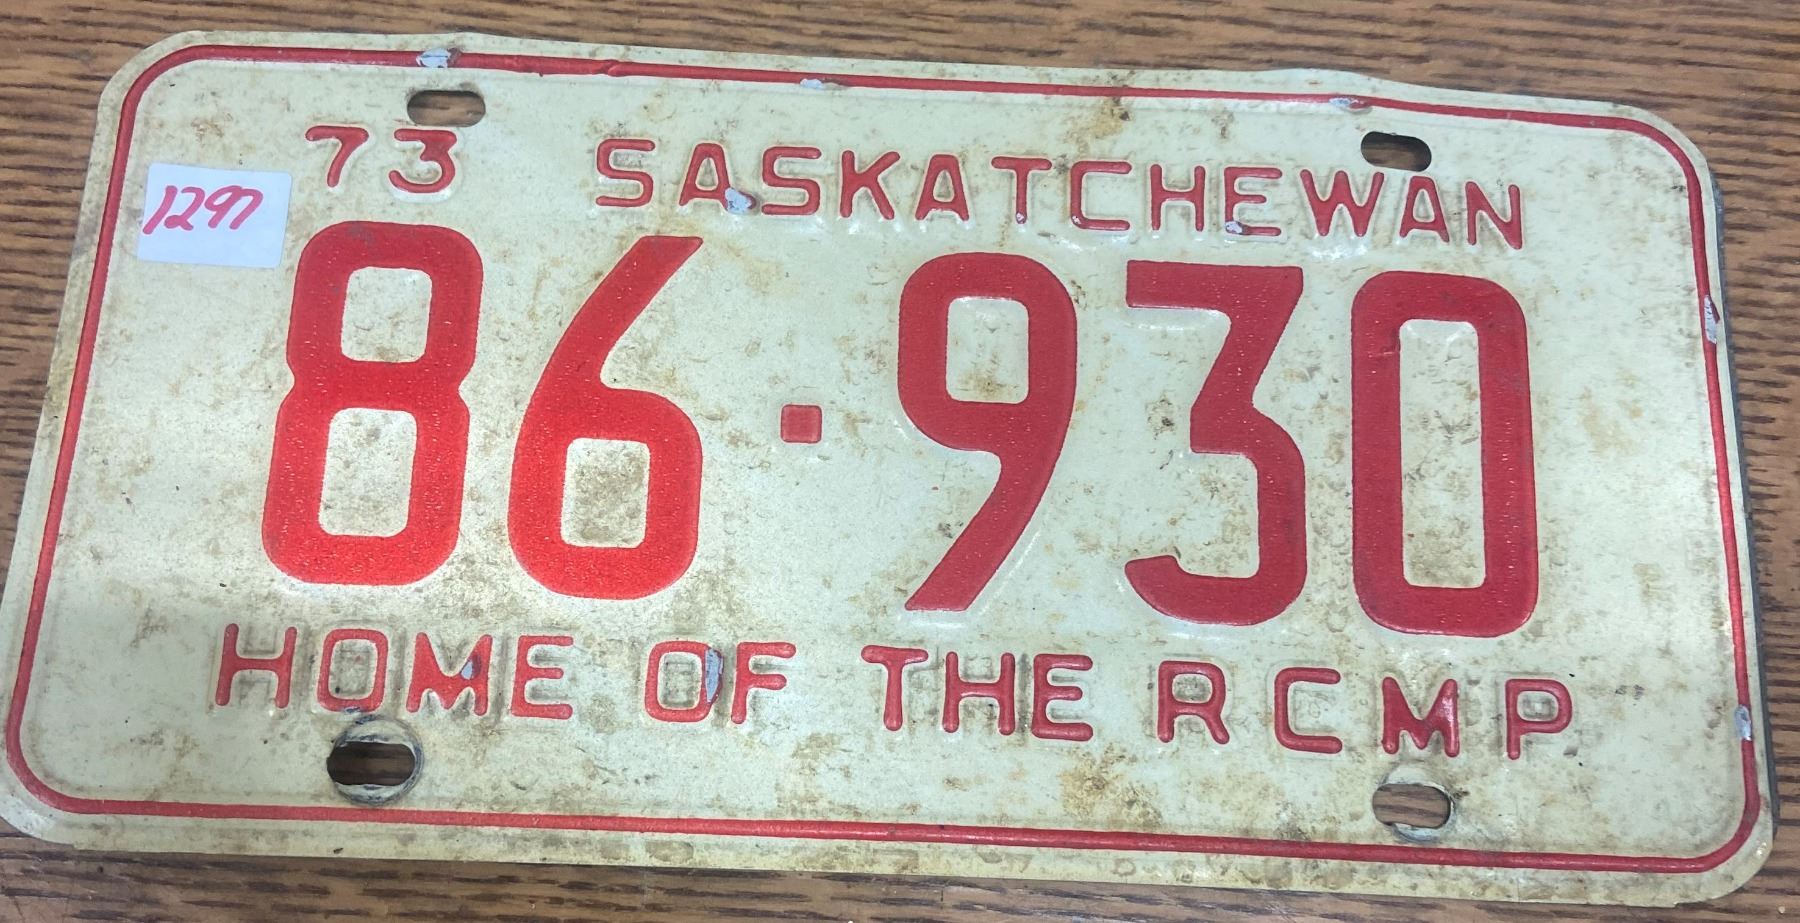 73 SASKATCHEWAN
1297
86·930
HOME OF THE RCMP